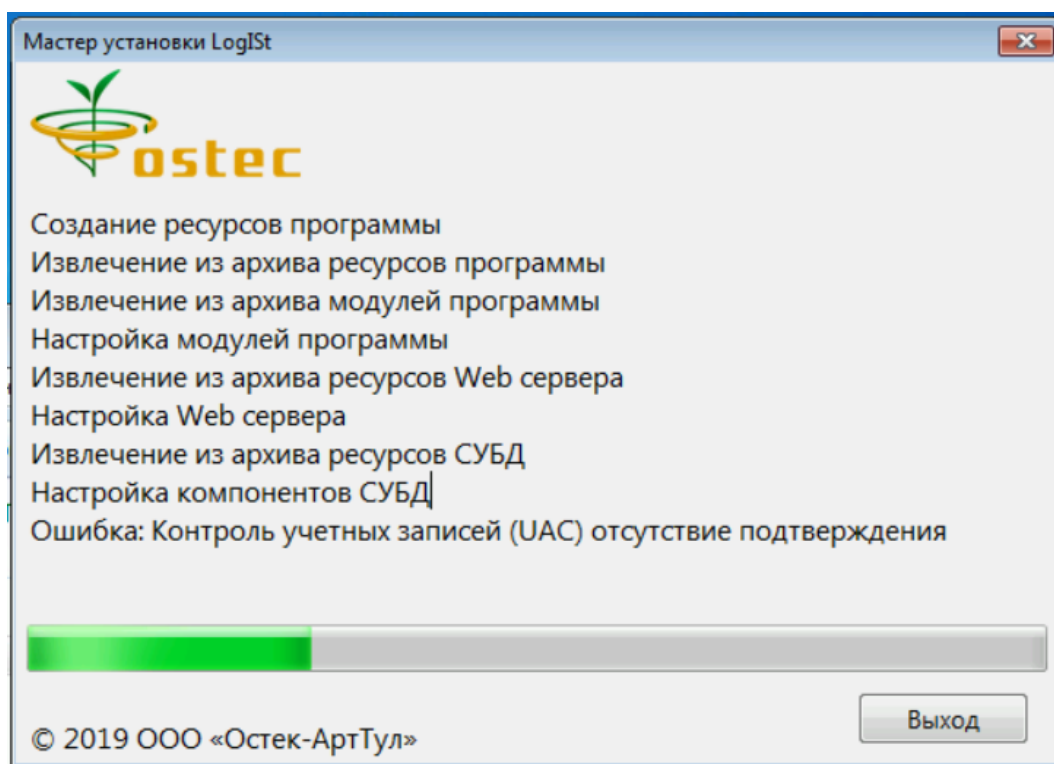 Мастер установки LogISt
ostec
Создание ресурсов программы
Извлечение из архива ресурсов программы
Извлечение из архива модулей программы
Настройка модулей программы
Извлечение из архива ресурсов Web сервера
Настройка Web сервера
Извлечение из архива ресурсов СУБД
Настройка компонентов СУБД
Ошибка: Контроль учетных записей (UAC) отсутствие подтверждения
Выход
© 2019 ООО «Остек-АртТул»